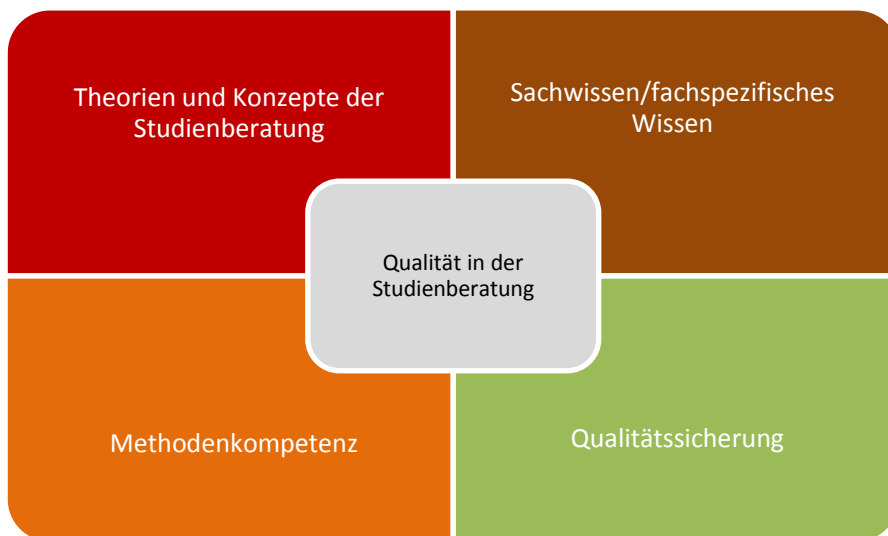 Theorien und Konzepte der
Studienberatung
Sachwissen/fachspezifisches
Wissen
Qualität in der
Studienberatung
Methodenkompetenz
Qualitätssicherung